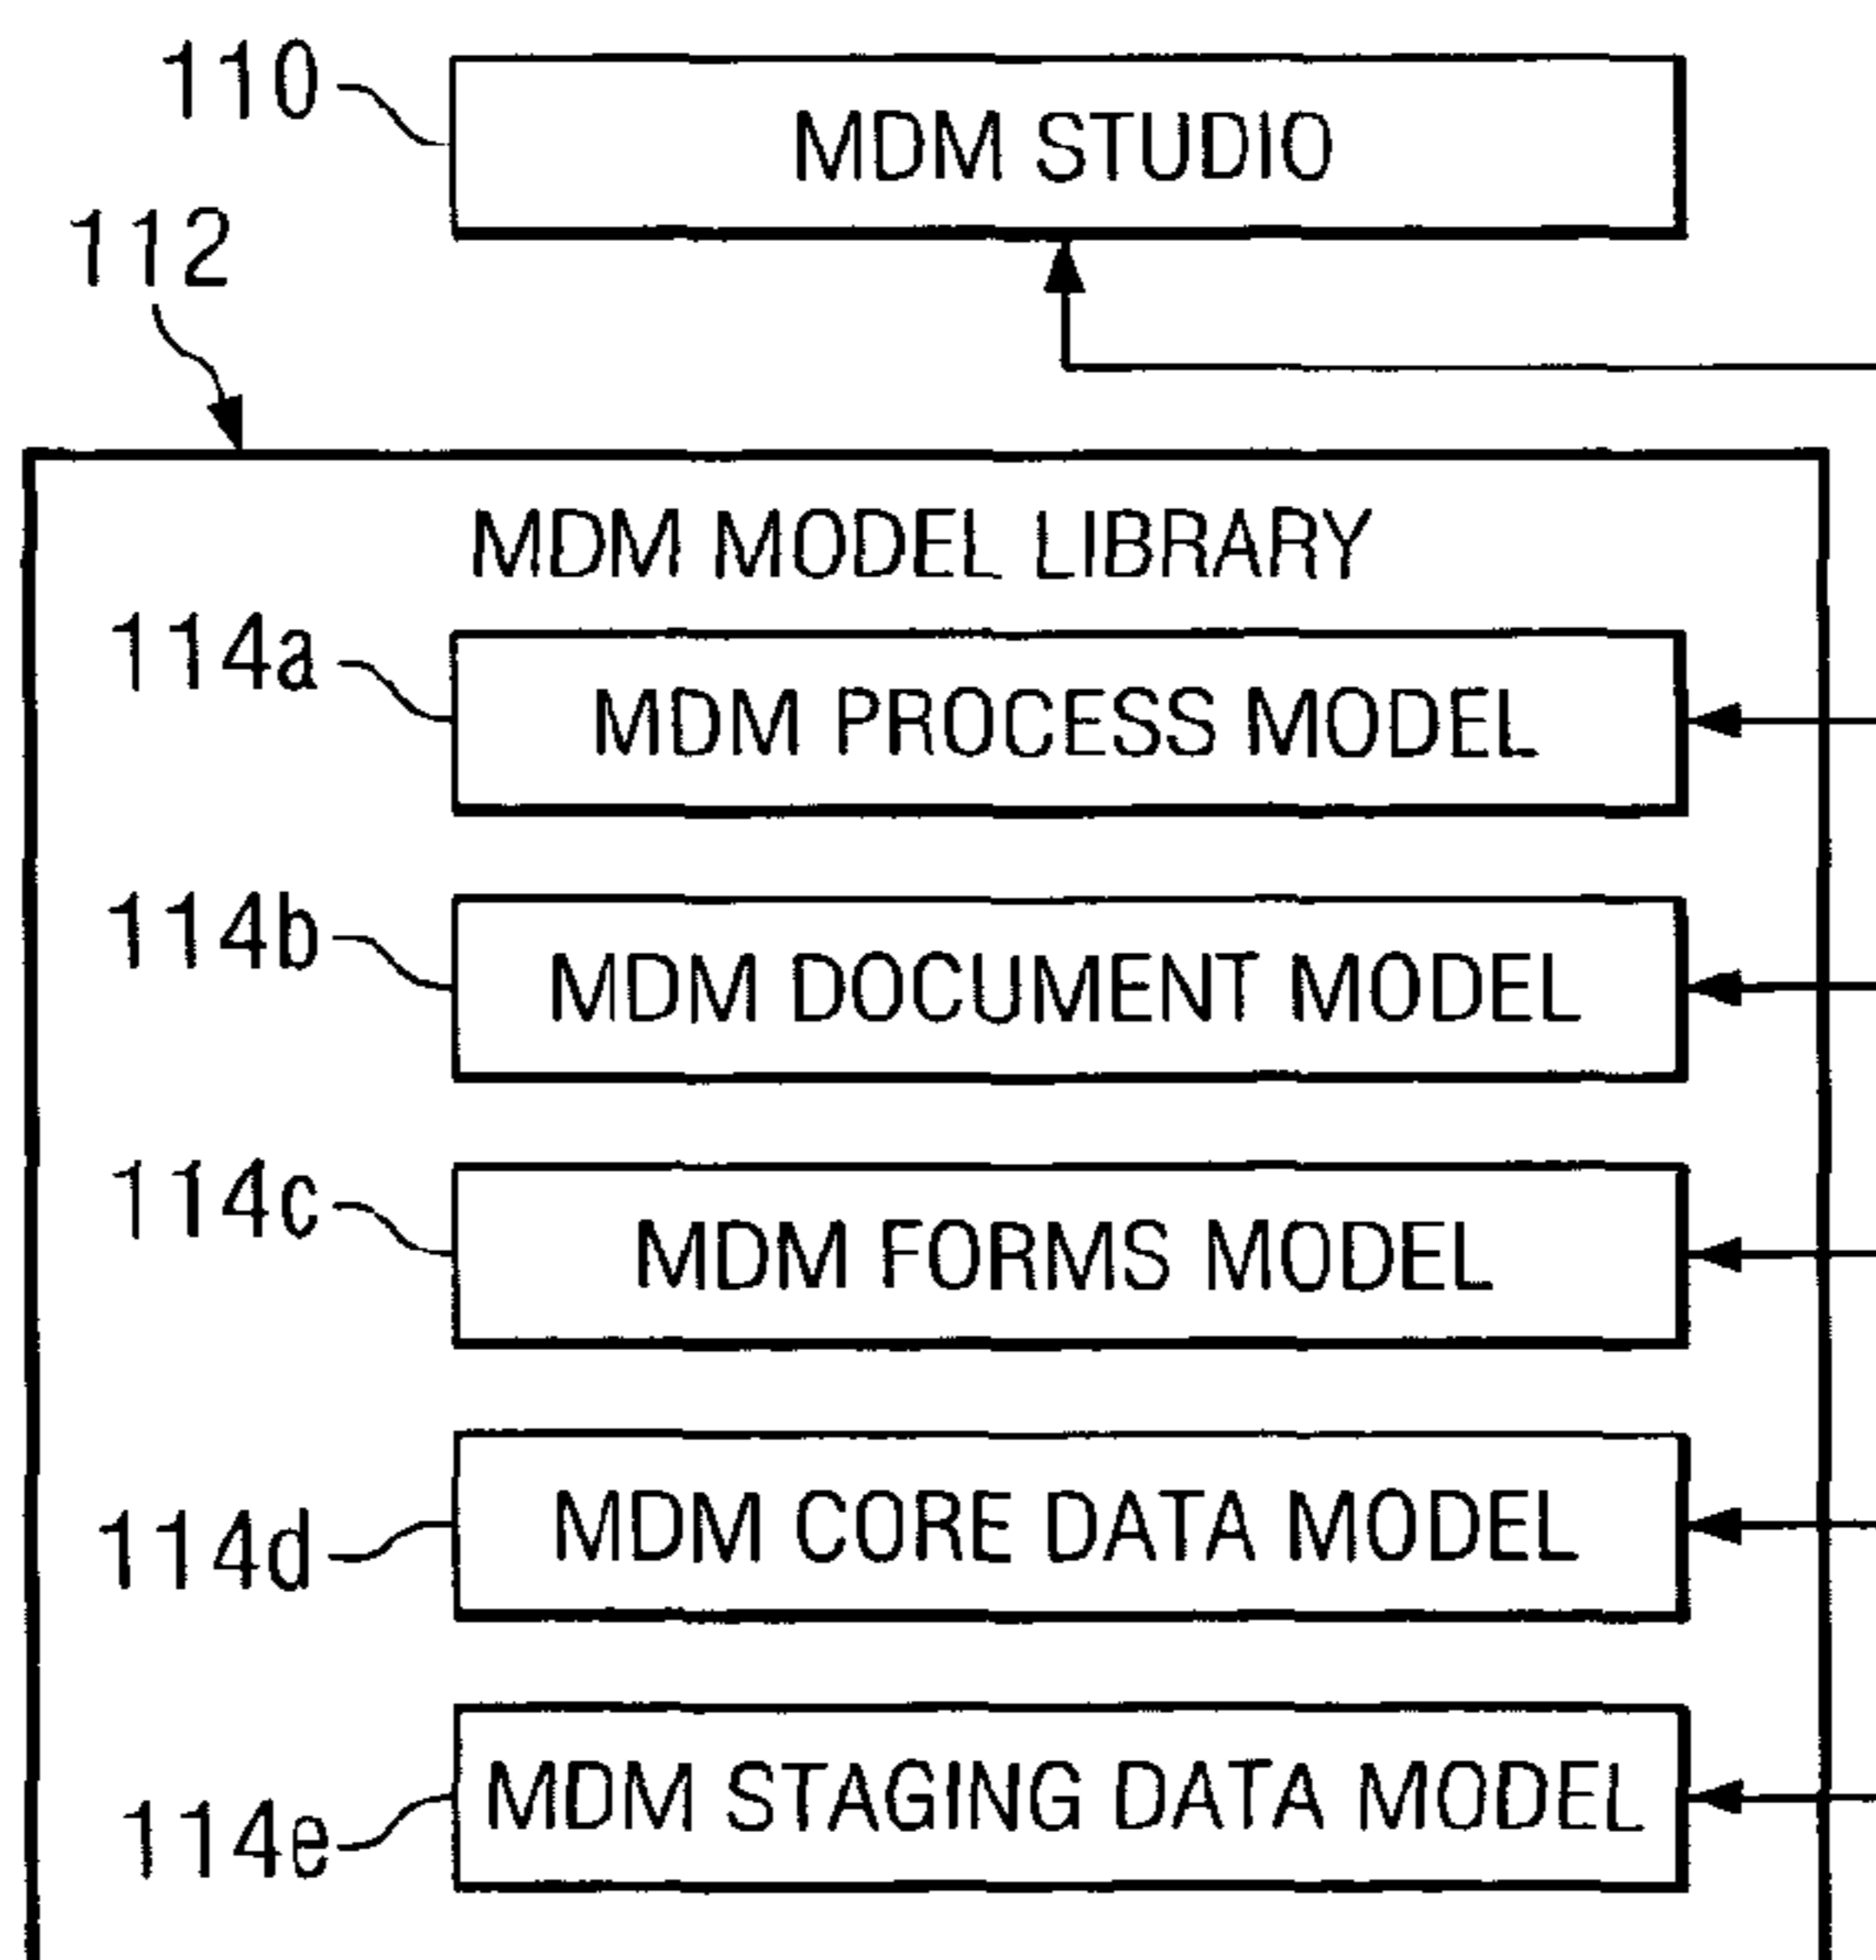 110
MDM STUDIO
112
MDM MODEL LIBRARY
114a
MDM PROCESS MODEL
114b
MDM DOCUMENT MODEL
114c
MDM FORMS MODEL
114d
MDM CORE DATA MODEL
114e
MDM STAGING DATA MODEL